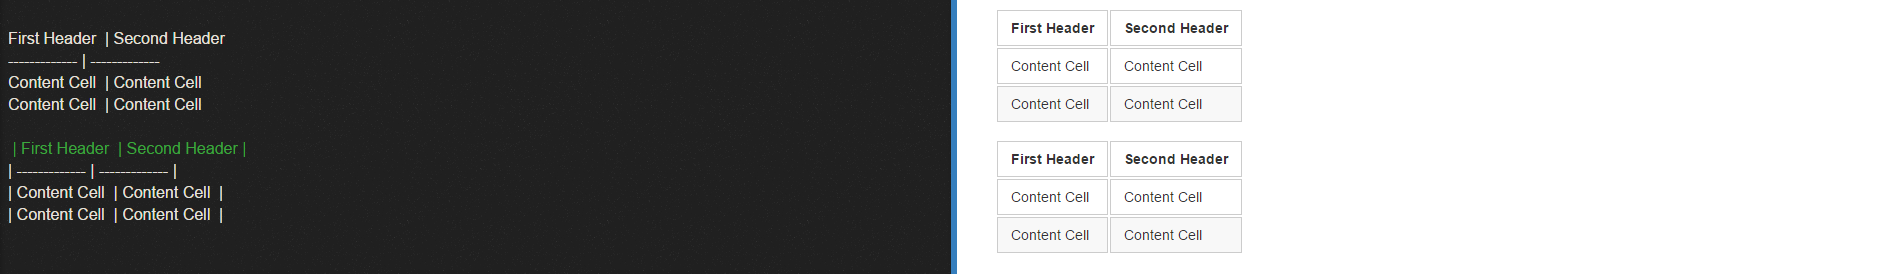 First Header  | Second Header
------------- | -------------
Content Cell  | Content Cell
Content Cell  | Content Cell
| First Header  | Second Header |
| ------------- | ------------- |
| Content Cell  | Content Cell  |
| Content Cell  | Content Cell  |
First Header Second Header
Content Cell Content Cell
Content Cell Content Cell
First Header Second Header
Content Cell Content Cell
Content Cell Content Cell